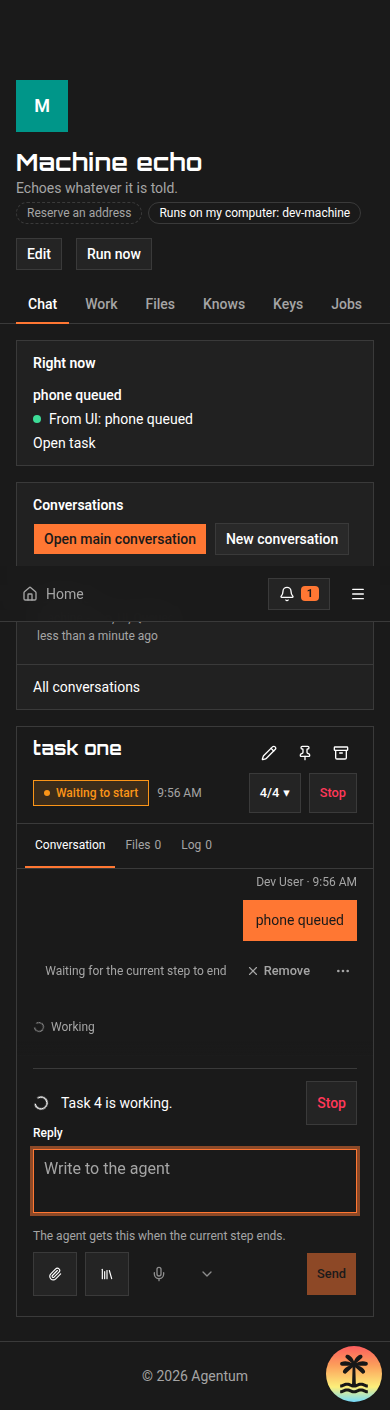 M
Machine echo
Echoes whatever it is told.
Reserve an address
Runs on my computer: dev-machine
Edit
Run now
Chat
Work
Files
Knows
Keys
Jobs
Right now
phone queued
From UI: phone queued
Open task
Conversations
Open main conversation
New conversation
Home
1
less than a minute ago
All conversations
task one
Waiting to start
9:56 AM
4/4 ▾
Stop
Conversation
Files 0
Log 0
Dev User · 9:56 AM
phone queued
Waiting for the current step to end
Remove
Working
Task 4 is working.
Stop
Reply
Write to the agent
The agent gets this when the current step ends.
Send
© 2026 Agentum